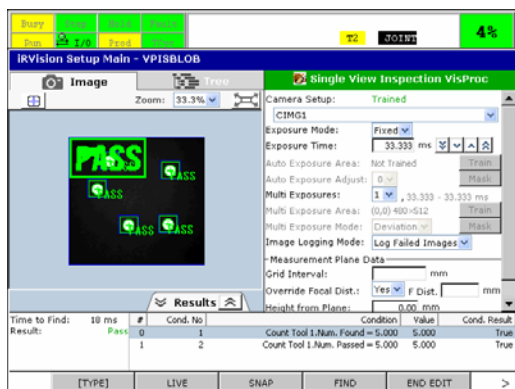 Busy Step Hold Fault
Run I/O Prod
T2 JOINT 4%
iRVision Setup Main - VPISBLOB
Image
Tree
Single View Inspection VisProc
Zoom: 33.3%
Camera Setup: Trained
CIMG1
Exposure Mode: Fixed
Exposure Time: 33.333 ms
Auto Exposure Area: Not Trained Train
Auto Exposure Adjust: 0 Mask
Multi Exposures: 1 , 33.333 - 33.333 ms
Multi Exposure Area: (0,0) 480×512 Train
Multi Exposure Mode: Deviation Mask
Image Logging Mode: Log Failed Images
Measurement Plane Data
Grid Interval: mm
Override Focal Dist.: Yes F Dist. mm
Height from Plane: 0.00 mm
PASS
PASS
PASS
PASS
PASS
Results
Time to Find: 18 ms
Result: Pass
# Cond. No Condition Value Cond. Result
0 1 Count Tool 1.Num. Found = 5.000 5.000 True
1 2 Count Tool 1.Num. Passed = 5.000 5.000 True
[TYPE] LIVE SNAP FIND END EDIT >